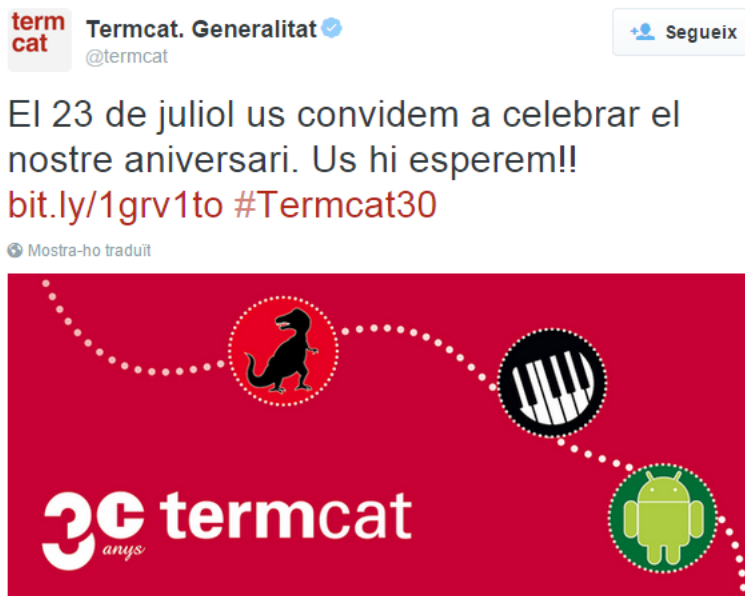 term
cat
Termcat. Generalitat
@termcat
Segueix
El 23 de juliol us convidem a celebrar el
nostre aniversari. Us hi esperem!!
bit.ly/1grv1to #Termcat30
Mostra-ho traduït
30 termcat
anys